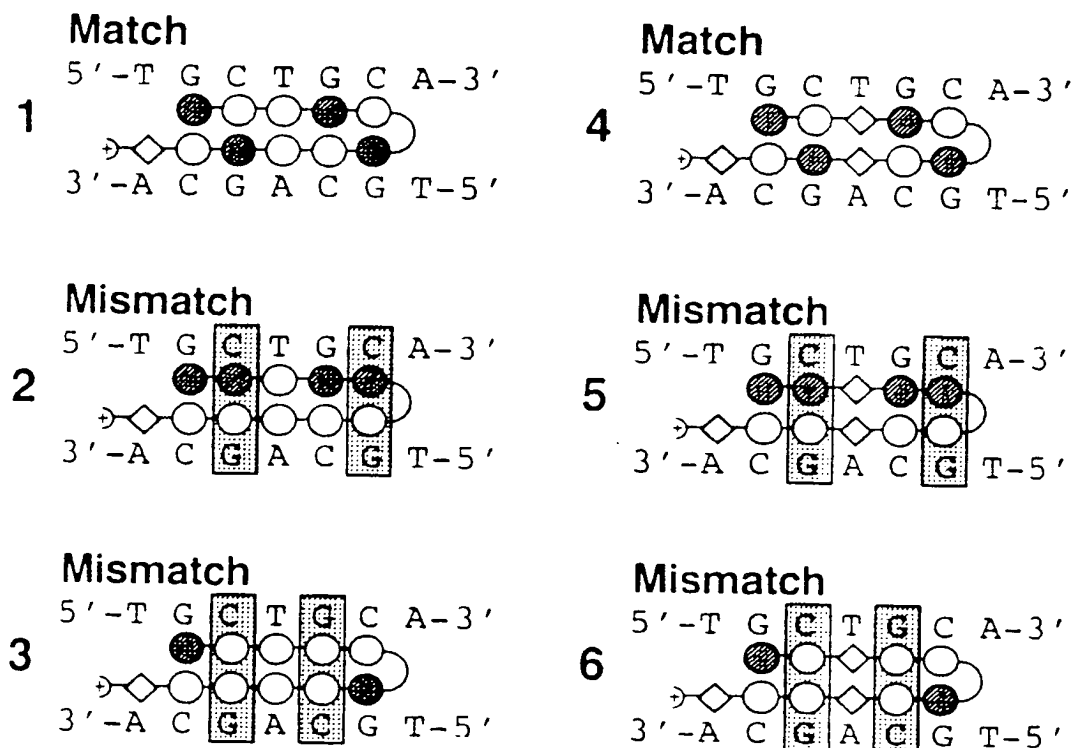 Match
5'-T G C T G C A-3'
1
+
3'-A C G A C G T-5'
Mismatch
5'-T G C T G C A-3'
2
+
3'-A C G A C G T-5'
Mismatch
5'-T G C T G C A-3'
3
+
3'-A C G A C G T-5'
Match
5'-T G C T G C A-3'
4
+
3'-A C G A C G T-5'
Mismatch
5'-T G C T G C A-3'
5
+
3'-A C G A C G T-5'
Mismatch
5'-T G C T G C A-3'
6
+
3'-A C G A C G T-5'